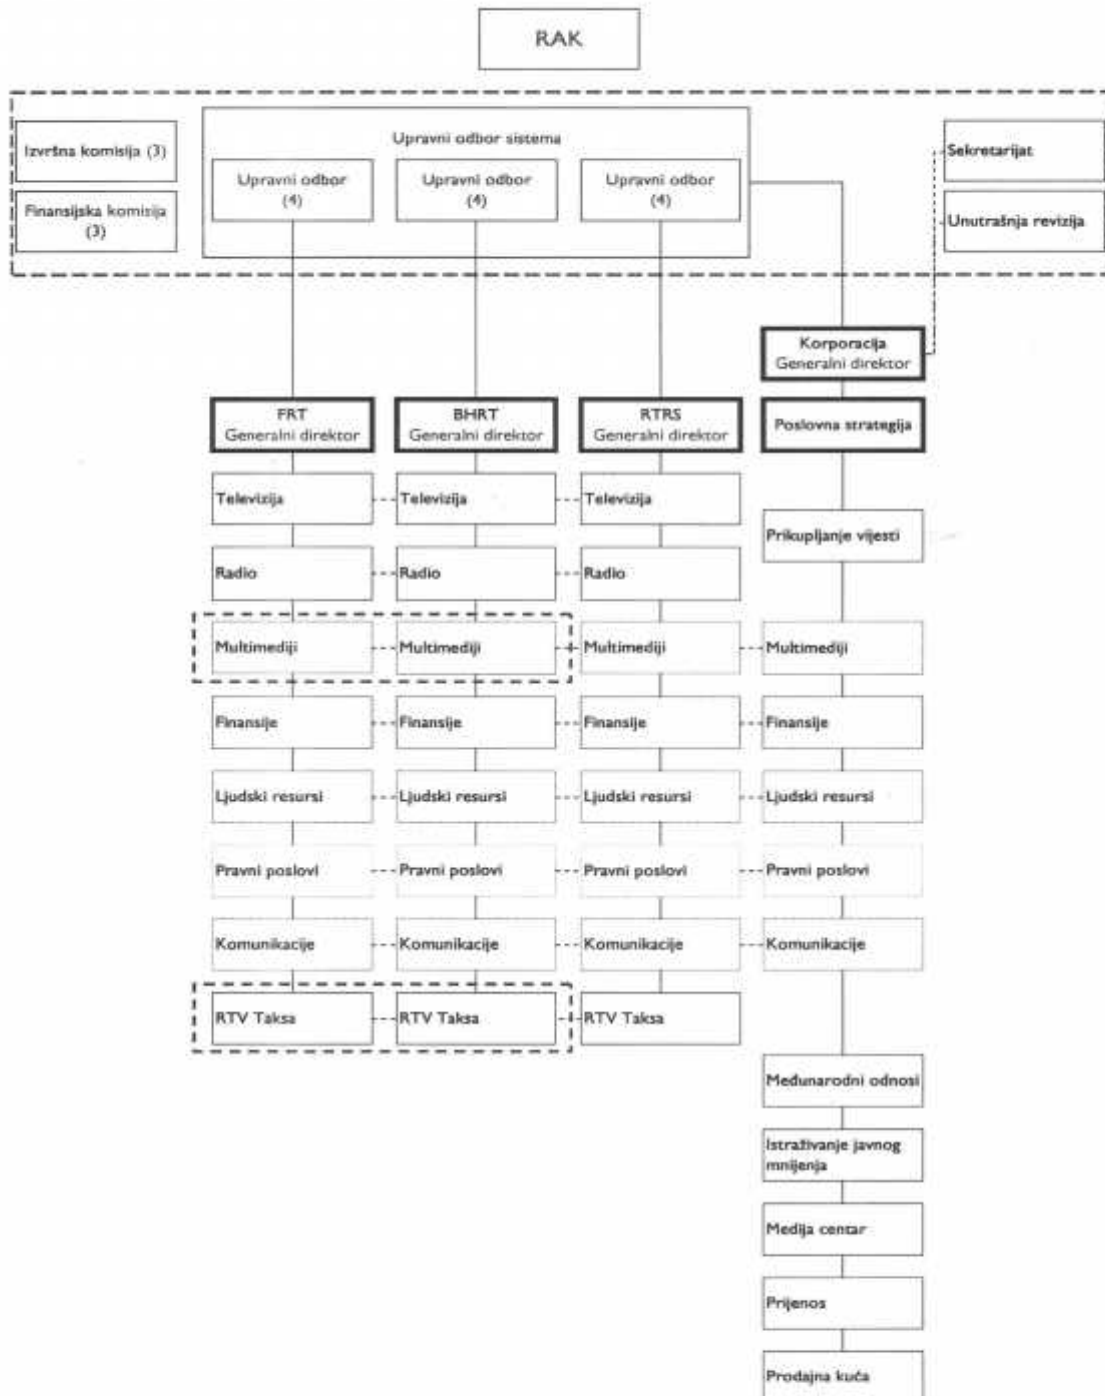 RAK
Izvršna komisija (3)
Finansijska komisija
(3)
Upravni odbor sistema
Upravni odbor
(4)
Upravni odbor
(4)
Upravni odbor
(4)
Sekretarijat
Unutrašnja revizija
Korporacija
Generalni direktor
FRT
Generalni direktor
BHRT
Generalni direktor
RTRS
Generalni direktor
Poslovna strategija
Televizija
Televizija
Televizija
Prikupljanje vijesti
Radio
Radio
Radio
Multimediji
Multimediji
Multimediji
Multimediji
Finansije
Finansije
Finansije
Finansije
Ljudski resursi
Ljudski resursi
Ljudski resursi
Ljudski resursi
Pravni poslovi
Pravni poslovi
Pravni poslovi
Pravni poslovi
Komunikacije
Komunikacije
Komunikacije
Komunikacije
RTV Taksa
RTV Taksa
RTV Taksa
Međunarodni odnosi
Istraživanje javnog
mnijenja
Medija centar
Prijenos
Prodajna kuća